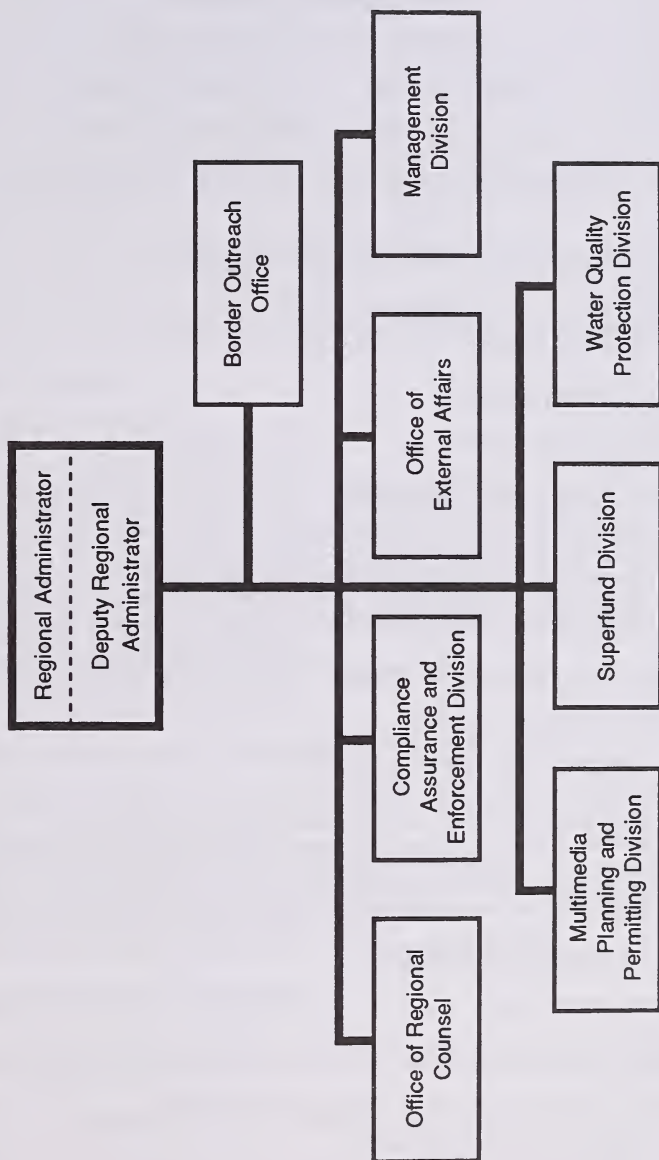 Regional Administrator
Deputy Regional
Administrator
Border Outreach
Office
Office of Regional
Counsel
Compliance
Assurance and
Enforcement Division
Office of
External Affairs
Management
Division
Multimedia
Planning and
Permitting Division
Superfund Division
Water Quality
Protection Division